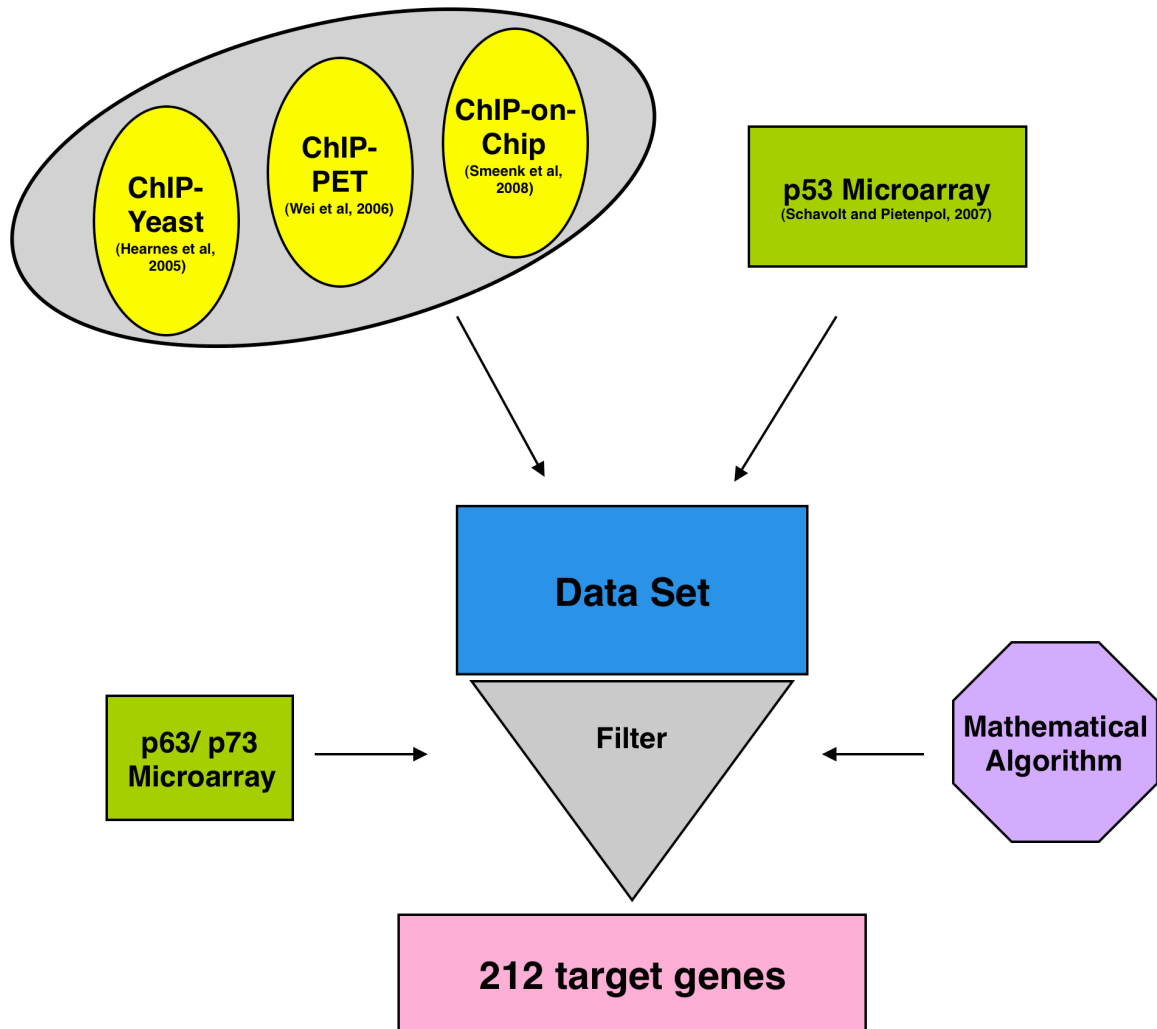 ChIP-
Yeast
(Hearnes et al,
2005)
ChIP-
PET
(Wei et al, 2006)
ChIP-on-
Chip
(Smeenk et al,
2008)
p53 Microarray
(Schavolt and Pietenpol, 2007)
Data Set
Filter
p63/ p73
Microarray
Mathematical
Algorithm
212 target genes